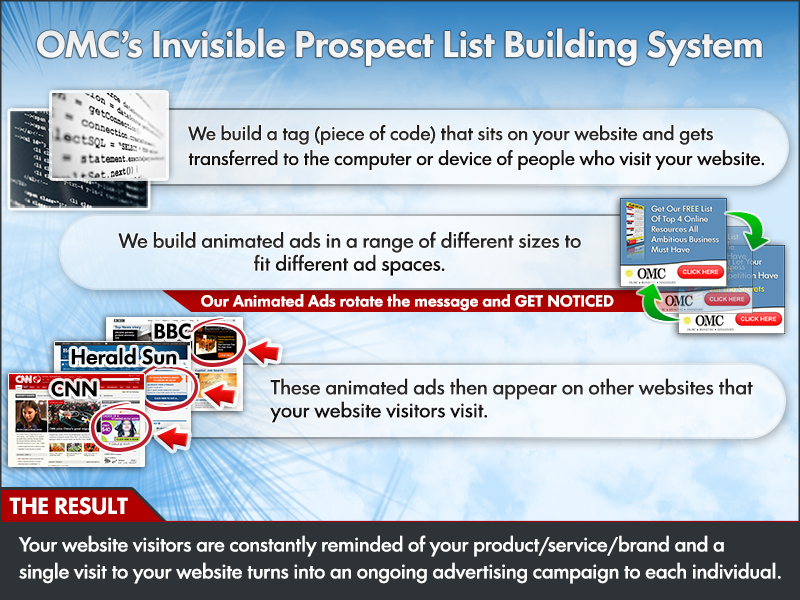 OMC's Invisible Prospect List Building System
getConnection
connection.creat
lectSQL = "SELECT
= statement.execut
ltSet.next()
We build a tag (piece of code) that sits on your website and gets
transferred to the computer or device of people who visit your website.
We build animated ads in a range of different sizes to
fit different ad spaces.
Get Our FREE List
Of Top 4 Online
Resources All
Ambitious Business
Must Have
OMC
CLICK HERE
OMC
CLICK HERE
OMC
CLICK HERE
Our Animated Ads rotate the message and GET NOTICED
BBC
Herald Sun
CNN
These animated ads then appear on other websites that
your website visitors visit.
THE RESULT
Your website visitors are constantly reminded of your product/service/brand and a
single visit to your website turns into an ongoing advertising campaign to each individual.